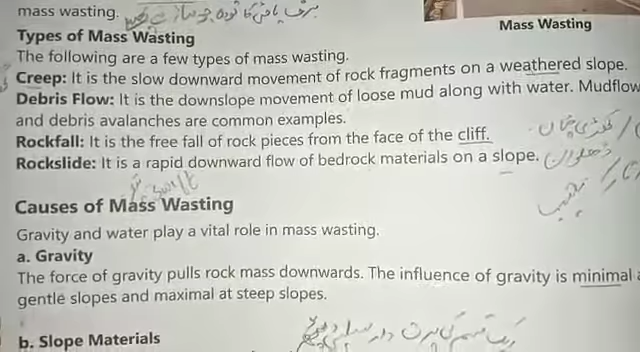 mass wasting.
Mass Wasting
Types of Mass Wasting
The following are a few types of mass wasting.
Creep: It is the slow downward movement of rock fragments on a weathered slope.
Debris Flow: It is the downslope movement of loose mud along with water. Mudflow
and debris avalanches are common examples.
Rockfall: It is the free fall of rock pieces from the face of the cliff.
Rockslide: It is a rapid downward flow of bedrock materials on a slope.
swift
Causes of Mass Wasting
Gravity and water play a vital role in mass wasting.
a. Gravity
The force of gravity pulls rock mass downwards. The influence of gravity is minimal
gentle slopes and maximal at steep slopes.
b. Slope Materials